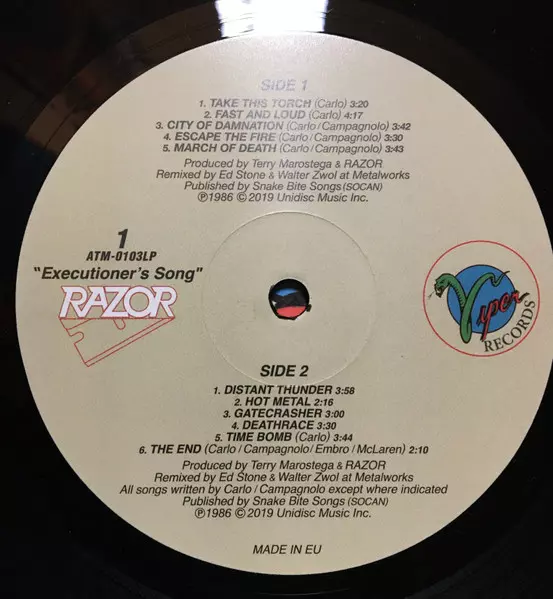 SIDE 1
1. TAKE THIS TORCH (Carlo) 3:20
2. FAST AND LOUD (Carlo) 4:17
3. CITY OF DAMNATION (Carlo/Campagnolo) 3:42
4. ESCAPE THE FIRE (Carlo/Campagnolo) 3:30
5. MARCH OF DEATH (Carlo) 3:43
Produced by Terry Marostega & RAZOR
Remixed by Ed Stone & Walter Zwol at Metalworks
Published by Snake Bite Songs (SOCAN)
℗1986 ©2019 Unidisc Music Inc.
1
ATM-0103LP
"Executioner's Song"
RAZOR
Viper
RECORDS
SIDE 2
1. DISTANT THUNDER 3:58
2. HOT METAL 2:16
3. GATECRASHER 3:00
4. DEATHRACE 3:30
5. TIME BOMB (Carlo) 3:44
6. THE END (Carlo / Campagnolo/ Embro / McLaren) 2:10
Produced by Terry Marostega & RAZOR
Remixed by Ed Stone & Walter Zwol at Metalworks
All songs written by Carlo / Campagnolo except where indicated
Published by Snake Bite Songs (SOCAN)
℗1986 ©2019 Unidisc Music Inc.
MADE IN EU